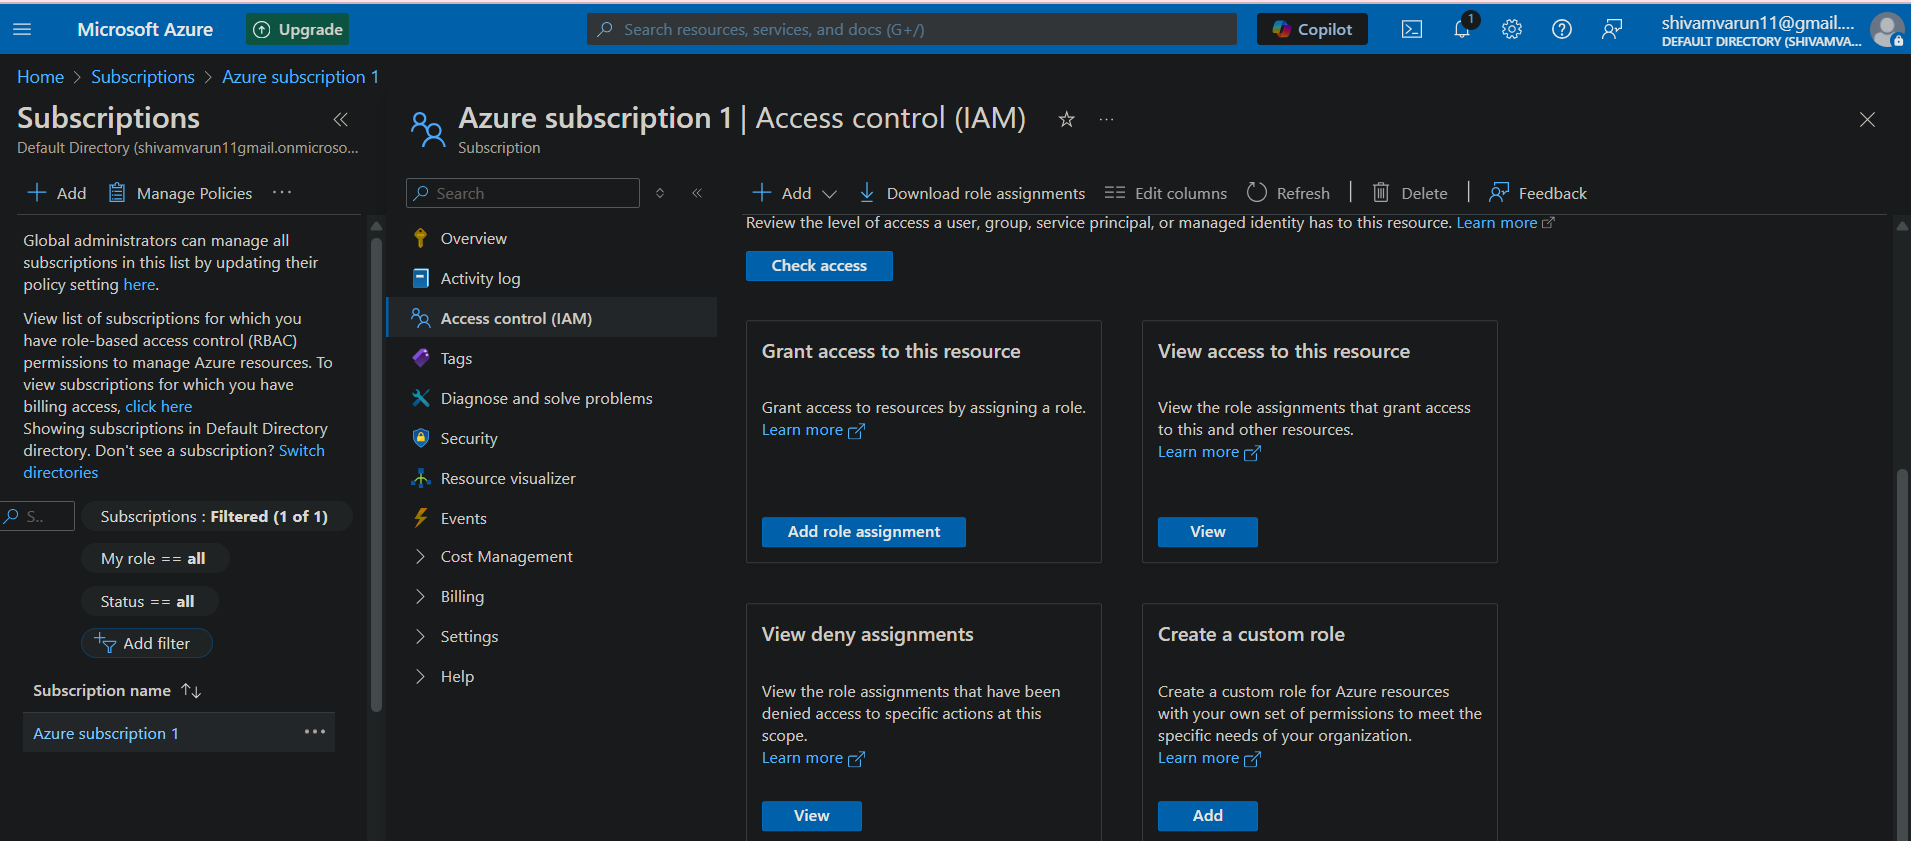 Microsoft Azure
Upgrade
Search resources, services, and docs (G+/)
Copilot
1
shivamvarun11@gmail....
DEFAULT DIRECTORY (SHIVAMVA...
Home > Subscriptions > Azure subscription 1
Subscriptions
Default Directory (shivamvarun11gmail.onmicroso...
Add
Manage Policies
Global administrators can manage all
subscriptions in this list by updating their
policy setting here.
View list of subscriptions for which you
have role-based access control (RBAC)
permissions to manage Azure resources. To
view subscriptions for which you have
billing access, click here
Showing subscriptions in Default Directory
directory. Don't see a subscription? Switch
directories
S..
Subscriptions : Filtered (1 of 1)
My role == all
Status == all
Add filter
Subscription name
Azure subscription 1
Azure subscription 1 | Access control (IAM)
Subscription
Search
Overview
Activity log
Access control (IAM)
Tags
Diagnose and solve problems
Security
Resource visualizer
Events
Cost Management
Billing
Settings
Help
Add
Download role assignments
Edit columns
Refresh
Delete
Feedback
Review the level of access a user, group, service principal, or managed identity has to this resource. Learn more
Check access
Grant access to this resource
Grant access to resources by assigning a role.
Learn more
Add role assignment
View access to this resource
View the role assignments that grant access
to this and other resources.
Learn more
View
View deny assignments
View the role assignments that have been
denied access to specific actions at this
scope.
Learn more
View
Create a custom role
Create a custom role for Azure resources
with your own set of permissions to meet the
specific needs of your organization.
Learn more
Add